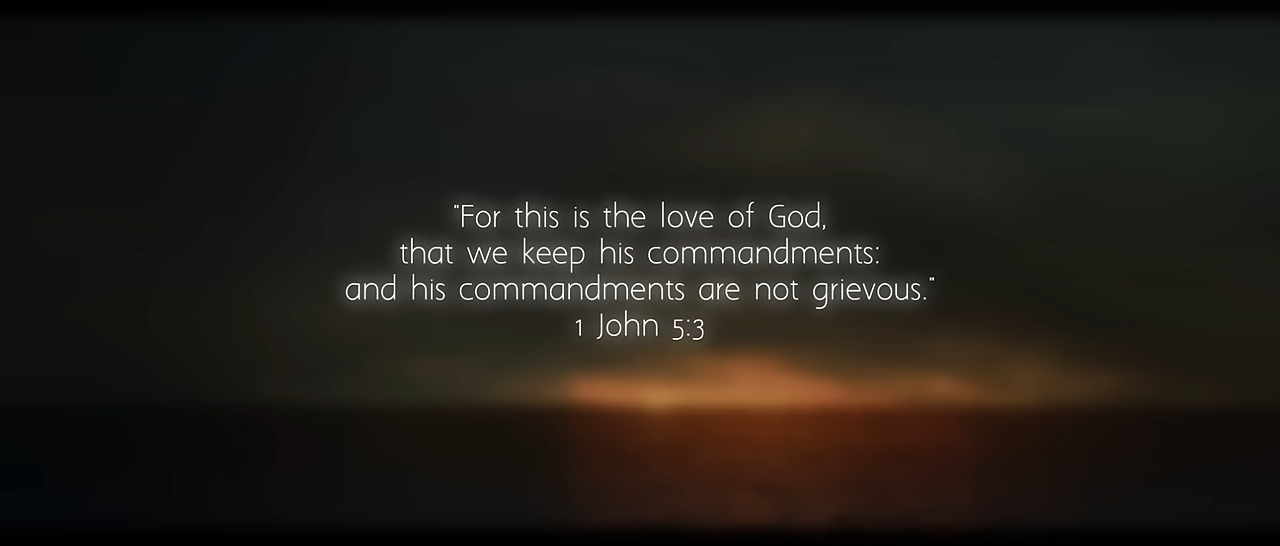 "For this is the love of God,
that we keep his commandments:
and his commandments are not grievous."
1 John 5:3